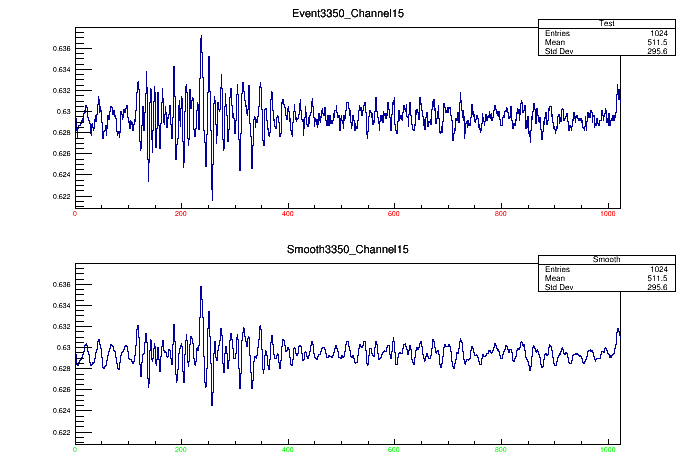 Event3350_Channel15
Test
Entries 1024
Mean 511.5
Std Dev 295.6
0.636
0.634
0.632
0.63
0.628
0.626
0.624
0.622
0 200 400 600 800 1000
Smooth3350_Channel15
Smooth
Entries 1024
Mean 511.5
Std Dev 295.6
0.636
0.634
0.632
0.63
0.628
0.626
0.624
0.622
0 200 400 600 800 1000